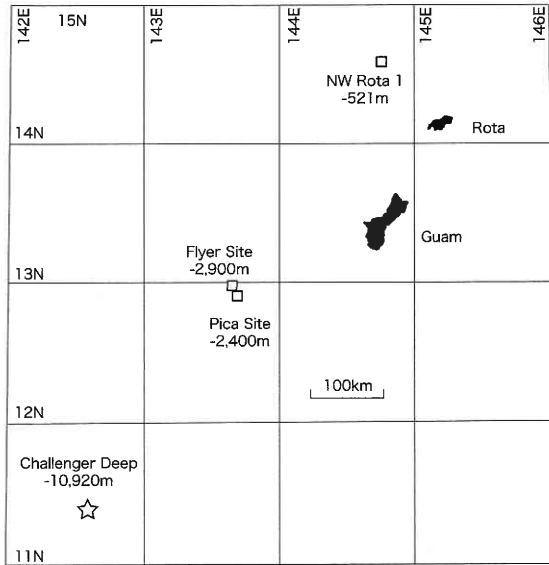 142E
15N
143E
144E
145E
146E
NW Rota 1
-521m
14N
Rota
Guam
Flyer Site
-2,900m
13N
Pica Site
-2,400m
100km
12N
Challenger Deep
-10,920m
11N